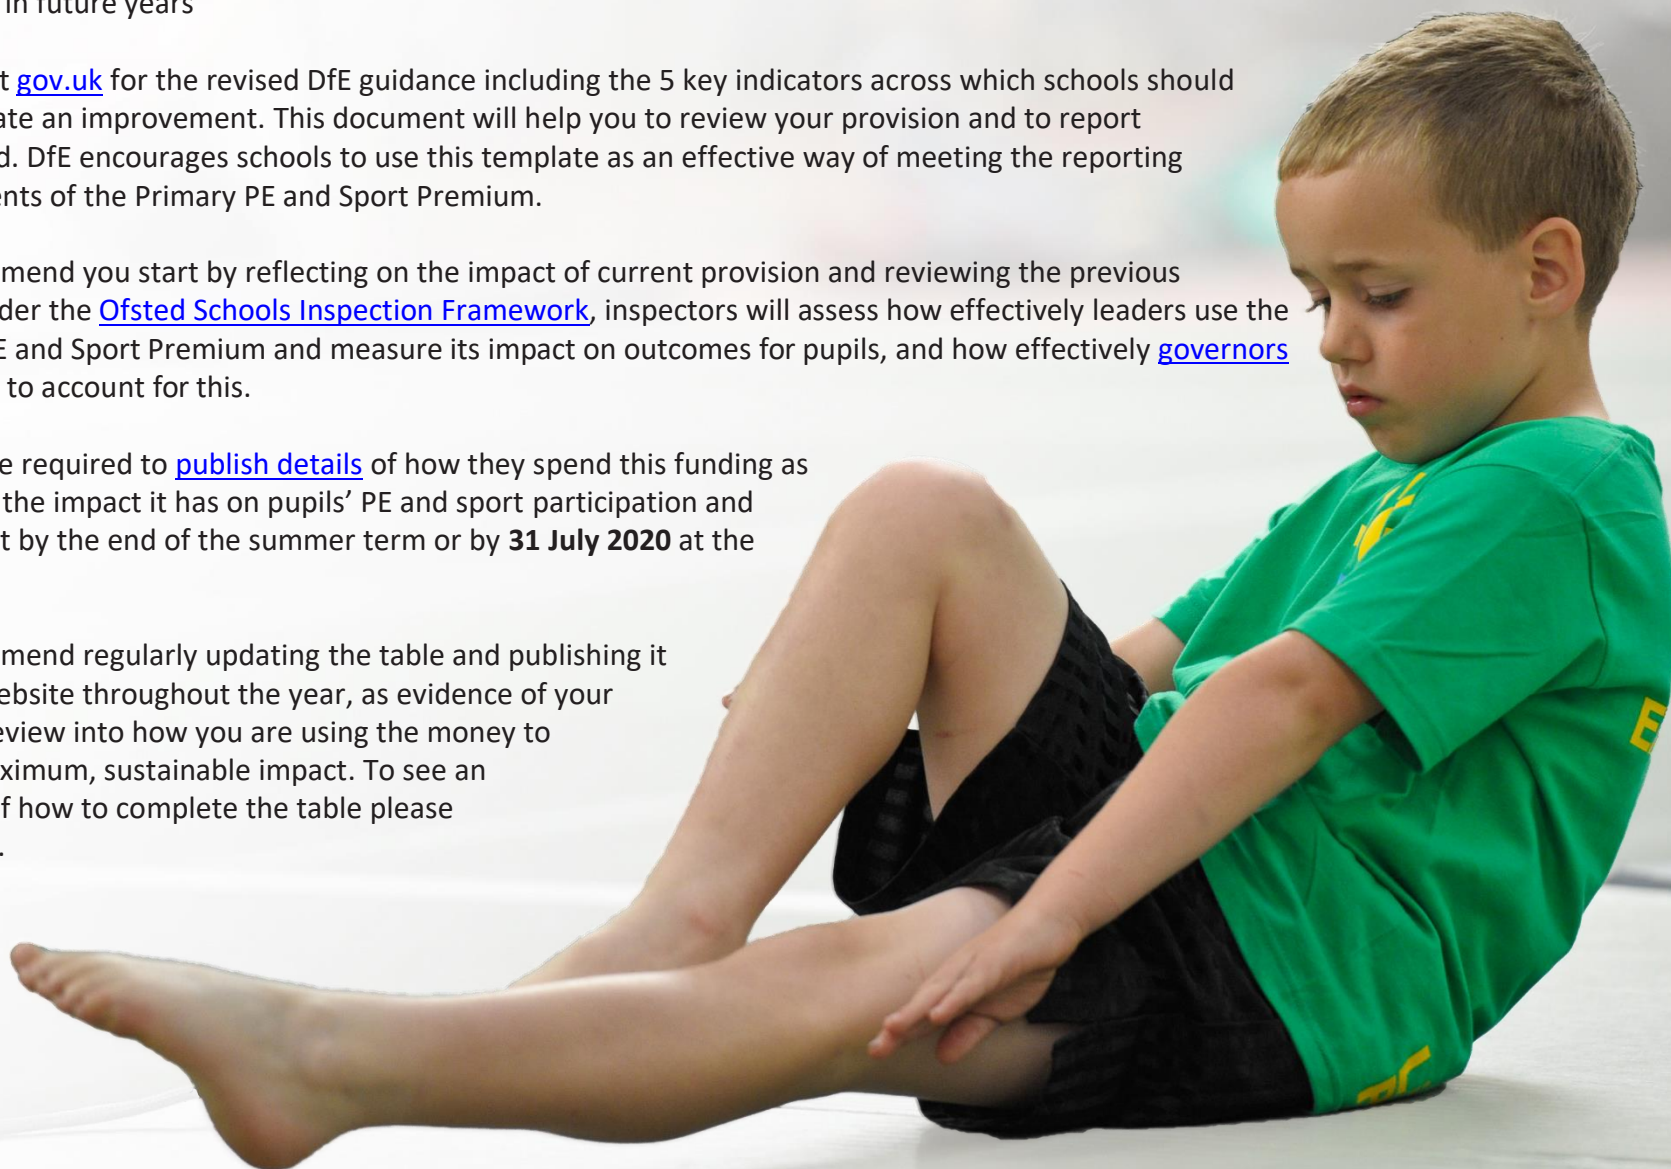 in future years
t gov.uk for the revised DfE guidance including the 5 key indicators across which schools should
ate an improvement. This document will help you to review your provision and to report
d. DfE encourages schools to use this template as an effective way of meeting the reporting
ents of the Primary PE and Sport Premium.
mend you start by reflecting on the impact of current provision and reviewing the previous
der the Ofsted Schools Inspection Framework, inspectors will assess how effectively leaders use the
E and Sport Premium and measure its impact on outcomes for pupils, and how effectively governors
to account for this.
e required to publish details of how they spend this funding as
the impact it has on pupils’ PE and sport participation and
t by the end of the summer term or by 31 July 2020 at the
mend regularly updating the table and publishing it
ebsite throughout the year, as evidence of your
eview into how you are using the money to
ximum, sustainable impact. To see an
f how to complete the table please
.